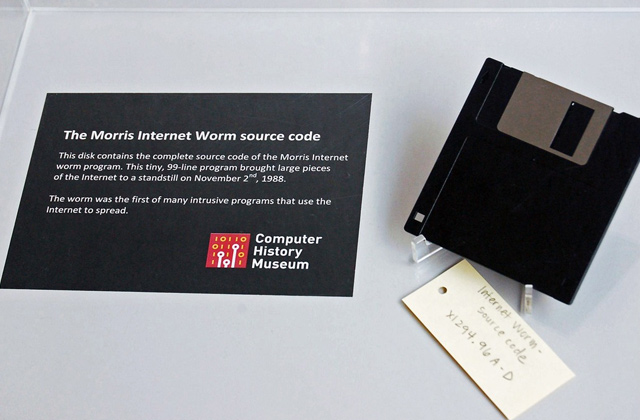 The Morris Internet Worm source code
This disk contains the complete source code of the Morris Internet
worm program. This tiny, 99-line program brought large pieces
of the Internet to a standstill on November 2nd, 1988.
The worm was the first of many intrusive programs that use the
Internet to spread.
10110
0110
Computer
History
Museum
Internet Worm-
source code
X1294.96A-D